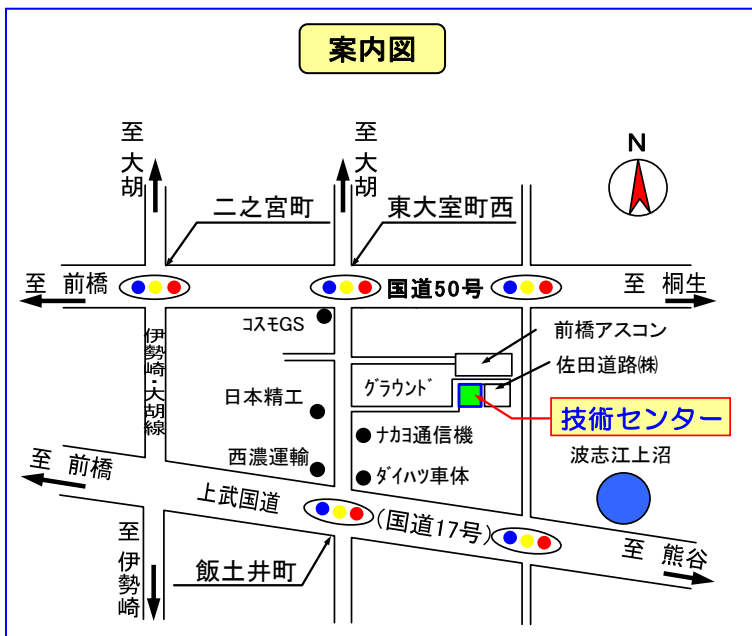 案内図
至 大胡
至 大胡
N
二之宮町
東大室町西
至 前橋
国道50号
至 桐生
コスモGS
前橋アスコン
伊勢崎・大胡線
佐田道路㈱
グラウンド
日本精工
技術センター
ナカヨ通信機
西濃運輸
波志江上沼
至 前橋
ダイハツ車体
上武国道
(国道17号)
至 伊勢崎
至 熊谷
飯土井町